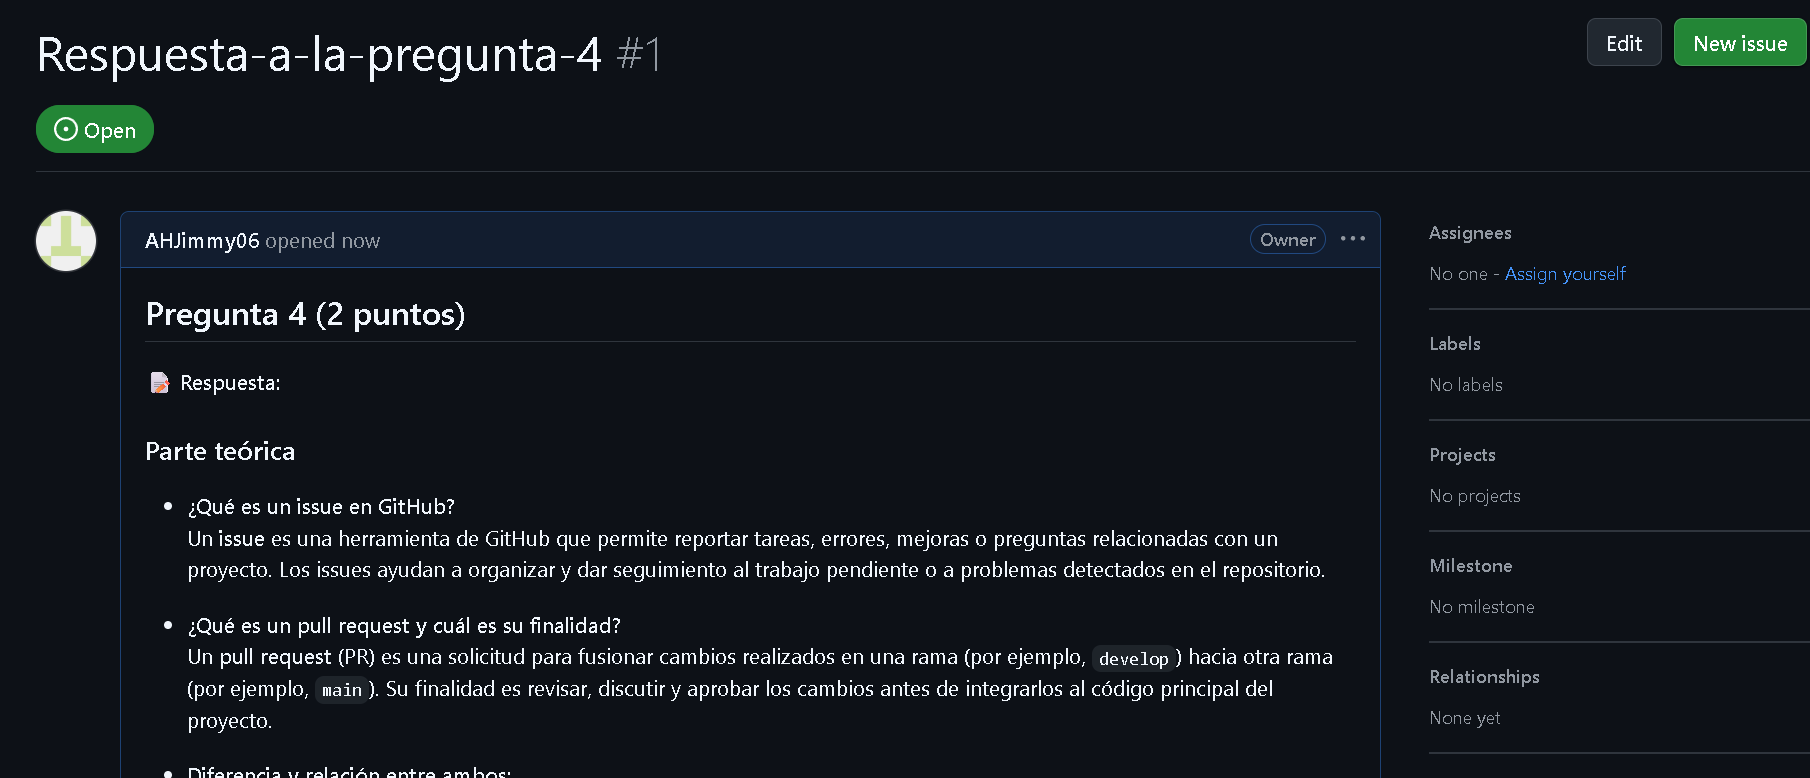 Respuesta-a-la-pregunta-4 #1
Edit
New issue
Open
AHJimmy06 opened now
Owner
Assignees
No one - Assign yourself
Pregunta 4 (2 puntos)
Respuesta:
Labels
No labels
Parte teórica
Projects
No projects
¿Qué es un issue en GitHub?
Un issue es una herramienta de GitHub que permite reportar tareas, errores, mejoras o preguntas relacionadas con un
proyecto. Los issues ayudan a organizar y dar seguimiento al trabajo pendiente o a problemas detectados en el repositorio.
Milestone
No milestone
¿Qué es un pull request y cuál es su finalidad?
Un pull request (PR) es una solicitud para fusionar cambios realizados en una rama (por ejemplo, develop) hacia otra rama
(por ejemplo, main). Su finalidad es revisar, discutir y aprobar los cambios antes de integrarlos al código principal del
proyecto.
Relationships
None yet
Diferencia y relación entre ambos: